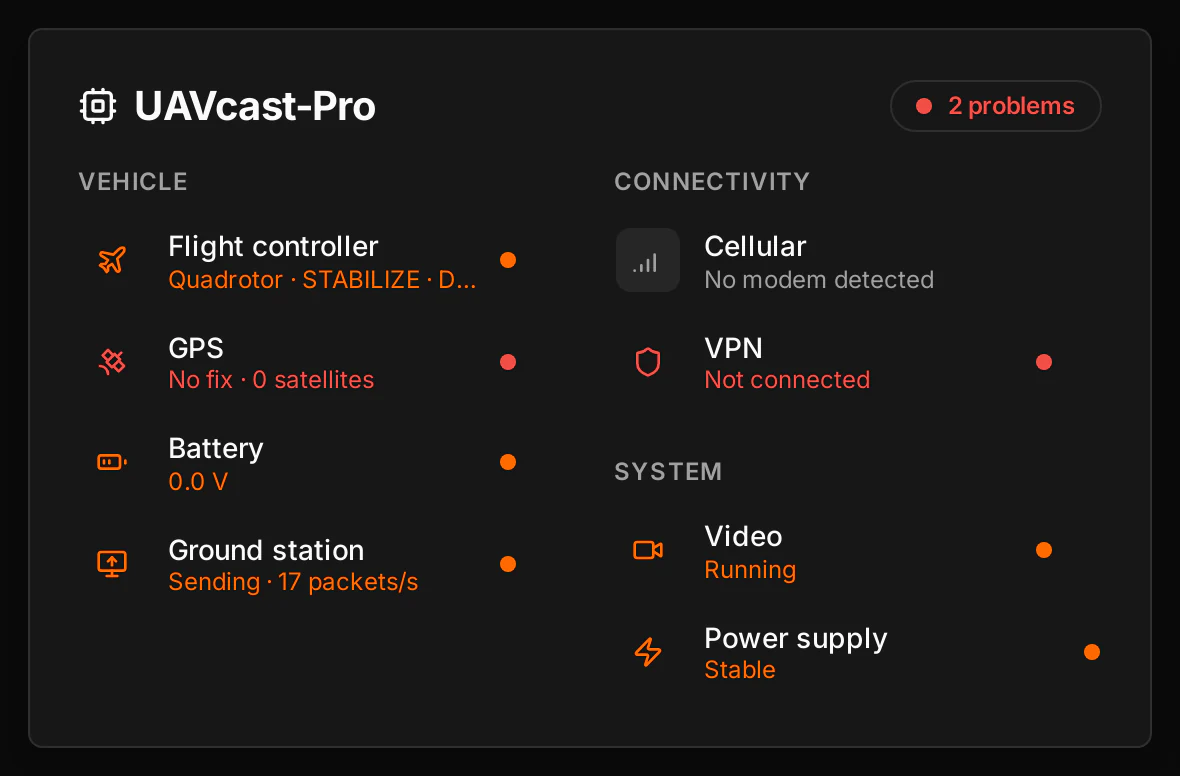 UAVcast-Pro
2 problems
VEHICLE
Flight controller
Quadrotor · STABILIZE · D...
GPS
No fix · 0 satellites
Battery
0.0 V
Ground station
Sending · 17 packets/s
CONNECTIVITY
Cellular
No modem detected
VPN
Not connected
SYSTEM
Video
Running
Power supply
Stable